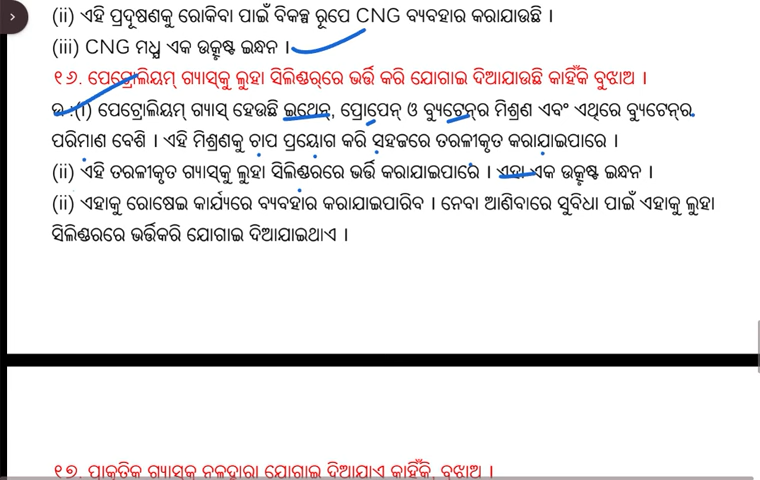 (ii) ଏହି ପ୍ରଦୂଷଣକୁ ରୋକିବା ପାଇଁ ବିକଳ୍ପ ରୂପେ CNG ବ୍ୟବହାର କରାଯାଉଛି ।
(iii) CNG ମଧ୍ଯ ଏକ ଉତ୍କୃଷ୍ଟ ଇନ୍ଧନ ।
୧୬. ପେଟ୍ରୋଲିୟମ୍ ଗ୍ୟାସ୍‌କୁ ଲୁହା ସିଲିଣ୍ଡର୍‌ରେ ଭର୍ତ୍ତି କରି ଯୋଗାଇ ଦିଆଯାଉଛି କାହିଁକି ବୁଝାଅ ।
ଉ:(i) ପେଟ୍ରୋଲିୟମ୍ ଗ୍ୟାସ୍ ହେଉଛି ଇଥେନ୍, ପ୍ରୋପେନ୍ ଓ ବ୍ୟୁଟେନ୍‌ର ମିଶ୍ରଣ ଏବଂ ଏଥିରେ ବ୍ୟୁଟେନ୍‌ର
ପରିମାଣ ବେଶି । ଏହି ମିଶ୍ରଣକୁ ଚାପ ପ୍ରୟୋଗ କରି ସହଜରେ ତରଳୀକୃତ କରାଯାଇପାରେ ।
(ii) ଏହି ତରଳୀକୃତ ଗ୍ୟାସ୍‌କୁ ଲୁହା ସିଲିଣ୍ଡରରେ ଭର୍ତ୍ତି କରାଯାଇପାରେ । ଏହା ଏକ ଉତ୍କୃଷ୍ଟ ଇନ୍ଧନ ।
(ii) ଏହାକୁ ରୋଷେଇ କାର୍ଯ୍ୟରେ ବ୍ୟବହାର କରାଯାଇପାରିବ । ନେବା ଆଣିବାରେ ସୁବିଧା ପାଇଁ ଏହାକୁ ଲୁହା
ସିଲିଣ୍ଡରରେ ଭର୍ତ୍ତିକରି ଯୋଗାଇ ଦିଆଯାଇଥାଏ ।
୧୭. ପ୍ରାକୃତିକ ଗ୍ୟାସ୍‌କୁ ନଳଦ୍ୱାରା ଯୋଗାଇ ଦିଆଯାଏ କାହିଁକି, ବୁଝାଅ ।